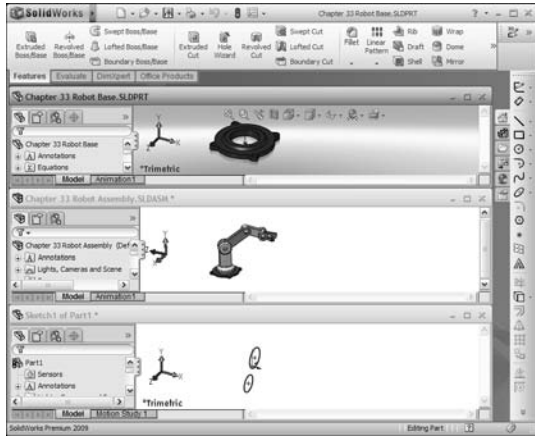 SolidWorks
Chapter 33 Robot Base.SLDPRT
Extruded Boss/Base
Revolved Boss/Base
Swept Boss/Base
Lofted Boss/Base
Boundary Boss/Base
Extruded Cut
Hole Wizard
Revolved Cut
Swept Cut
Lofted Cut
Boundary Cut
Fillet
Linear Pattern
Rib
Draft
Shell
Wrap
Dome
Mirror
Features Evaluate DimXpert Office Products
Chapter 33 Robot Base.SLDPRT
Chapter 33 Robot Base
Annotations
Equations
*Trimetric
Model Animation1
Chapter 33 Robot Assembly.SLDASM *
Chapter 33 Robot Assembly (Def
Annotations
Lights, Cameras and Scene
Model Animation1
Sketch1 of Part1 *
Part1
Sensors
Annotations
*Trimetric
Model Motion Study 1
SolidWorks Premium 2009
Editing Part